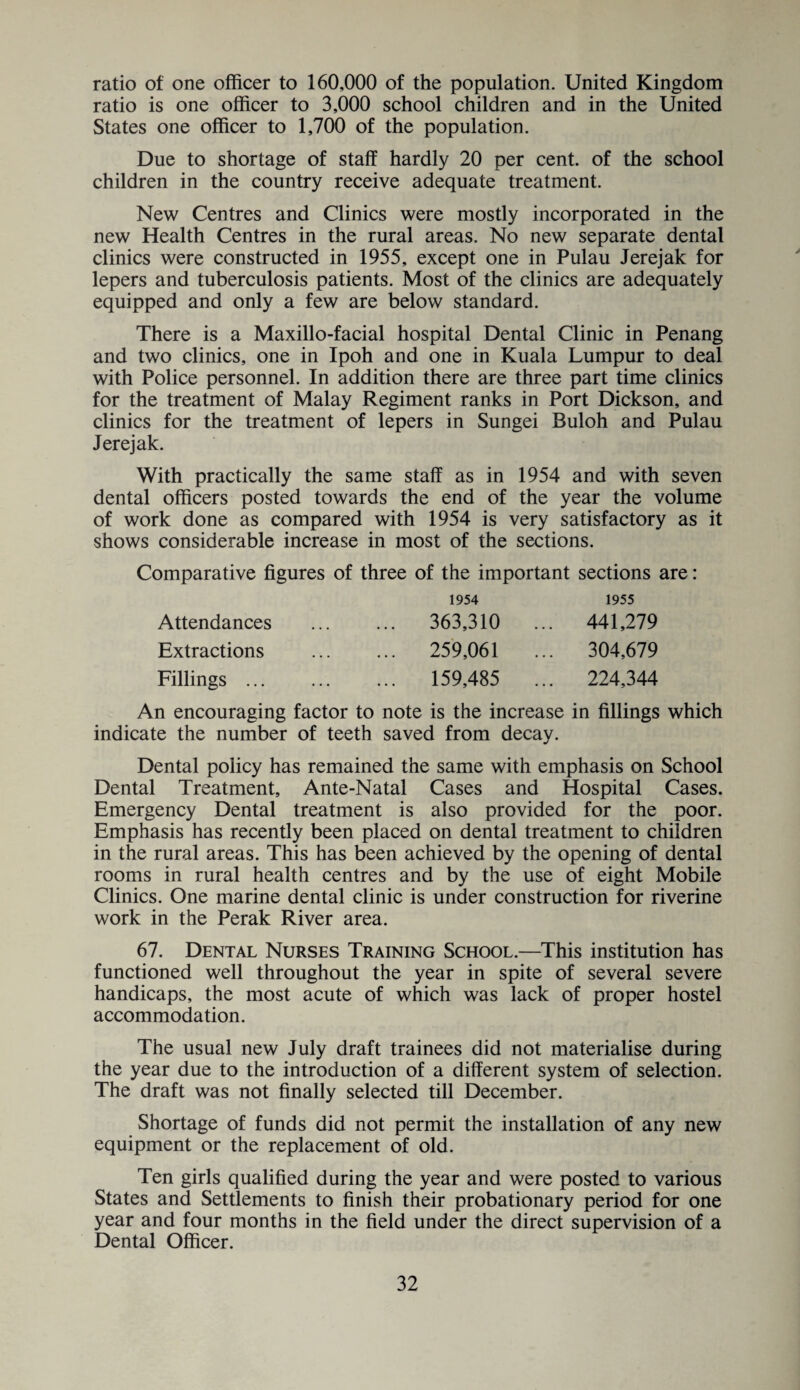 ratio of one officer to 160,000 of the population. United Kingdom
ratio is one officer to 3,000 school children and in the United
States one officer to 1,700 of the population.
Due to shortage of staff hardly 20 per cent. of the school
children in the country receive adequate treatment.
New Centres and Clinics were mostly incorporated in the
new Health Centres in the rural areas. No new separate dental
clinics were constructed in 1955, except one in Pulau Jerejak for
lepers and tuberculosis patients. Most of the clinics are adequately
equipped and only a few are below standard.
There is a Maxillo-facial hospital Dental Clinic in Penang
and two clinics, one in Ipoh and one in Kuala Lumpur to deal
with Police personnel. In addition there are three part time clinics
for the treatment of Malay Regiment ranks in Port Dickson, and
clinics for the treatment of lepers in Sungei Buloh and Pulau
Jerejak.
With practically the same staff as in 1954 and with seven
dental officers posted towards the end of the year the volume
of work done as compared with 1954 is very satisfactory as it
shows considerable increase in most of the sections.
Comparative figures of three of the important sections are:
1954 1955
Attendances ... ... 363,310 ... 441,279
Extractions ... ... 259,061 ... 304,679
Fillings ... ... ... 159,485 ... 224,344
An encouraging factor to note is the increase in fillings which
indicate the number of teeth saved from decay.
Dental policy has remained the same with emphasis on School
Dental Treatment, Ante-Natal Cases and Hospital Cases.
Emergency Dental treatment is also provided for the poor.
Emphasis has recently been placed on dental treatment to children
in the rural areas. This has been achieved by the opening of dental
rooms in rural health centres and by the use of eight Mobile
Clinics. One marine dental clinic is under construction for riverine
work in the Perak River area.
67. Dental Nurses Training School.—This institution has
functioned well throughout the year in spite of several severe
handicaps, the most acute of which was lack of proper hostel
accommodation.
The usual new July draft trainees did not materialise during
the year due to the introduction of a different system of selection.
The draft was not finally selected till December.
Shortage of funds did not permit the installation of any new
equipment or the replacement of old.
Ten girls qualified during the year and were posted to various
States and Settlements to finish their probationary period for one
year and four months in the field under the direct supervision of a
Dental Officer.
32